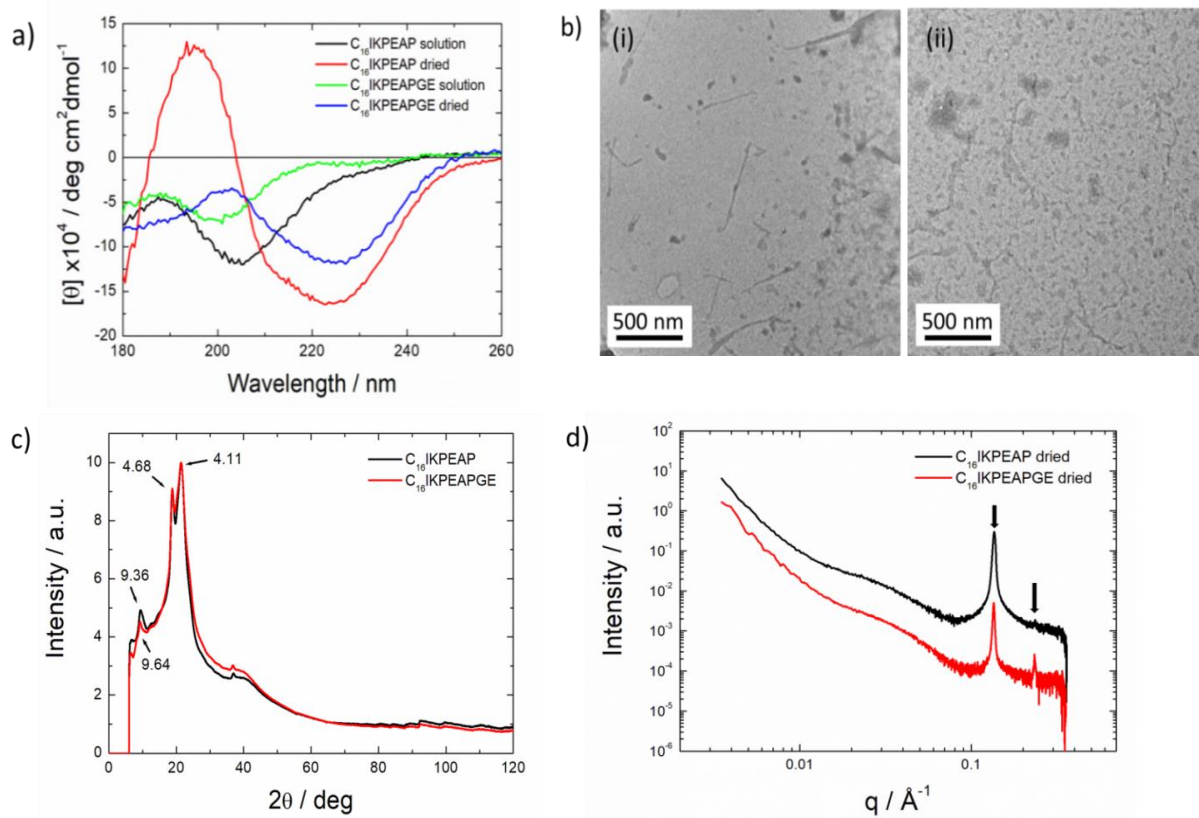 a)
[θ] x10⁴ / deg cm²dmol⁻¹
15
10
5
0
-5
-10
-15
-20
C₁₆IKPEAP solution
C₁₆IKPEAP dried
C₁₆IKPEAPGE solution
C₁₆IKPEAPGE dried
180 200 220 240 260
Wavelength / nm
b)
(i)
500 nm
(ii)
500 nm
c)
Intensity / a.u.
10
8
6
4
2
0
4.68
4.11
9.36
9.64
C₁₆IKPEAP
C₁₆IKPEAPGE
0 20 40 60 80 100 120
2θ / deg
d)
Intensity / a.u.
10²
10¹
10⁰
10⁻¹
10⁻²
10⁻³
10⁻⁴
10⁻⁵
10⁻⁶
C₁₆IKPEAP dried
C₁₆IKPEAPGE dried
0.01 0.1
q / Å⁻¹